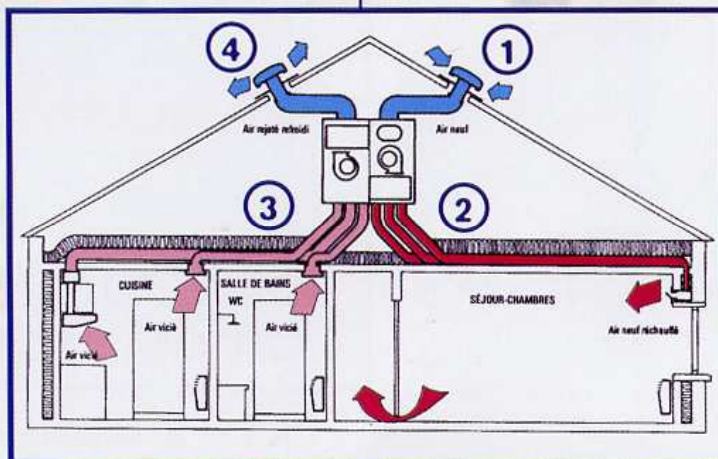 4
1
Air rejeté refroidi
Air neuf
3
2
CUISINE
SALLE DE BAINS
WC
SÉJOUR-CHAMBRES
Air vicié
Air vicié
Air vicié
Air neuf réchauffé